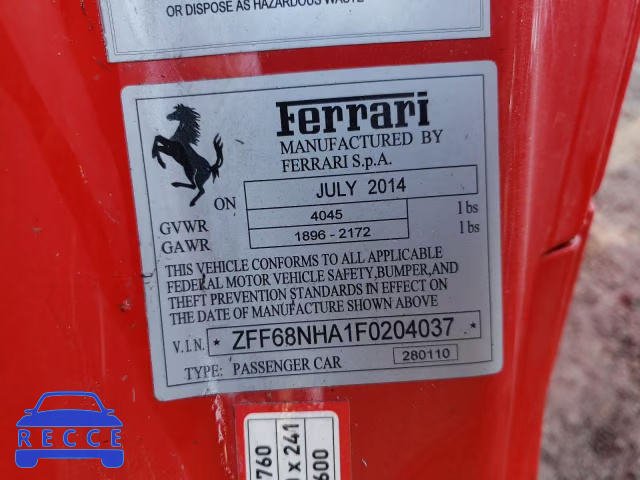 OR DISPOSE AS HAZARDOUS WASTE
Ferrari
MANUFACTURED BY
FERRARI S.p.A.
ON JULY 2014
GVWR 4045 lbs
GAWR 1896 - 2172 lbs
THIS VEHICLE CONFORMS TO ALL APPLICABLE
FEDERAL MOTOR VEHICLE SAFETY,BUMPER,AND
THEFT PREVENTION STANDARDS IN EFFECT ON
THE DATE OF MANUFACTURE SHOWN ABOVE
V.I.N. * ZFF68NHA1F0204037 *
TYPE: PASSENGER CAR 280110
760
x 241
600
RECCE